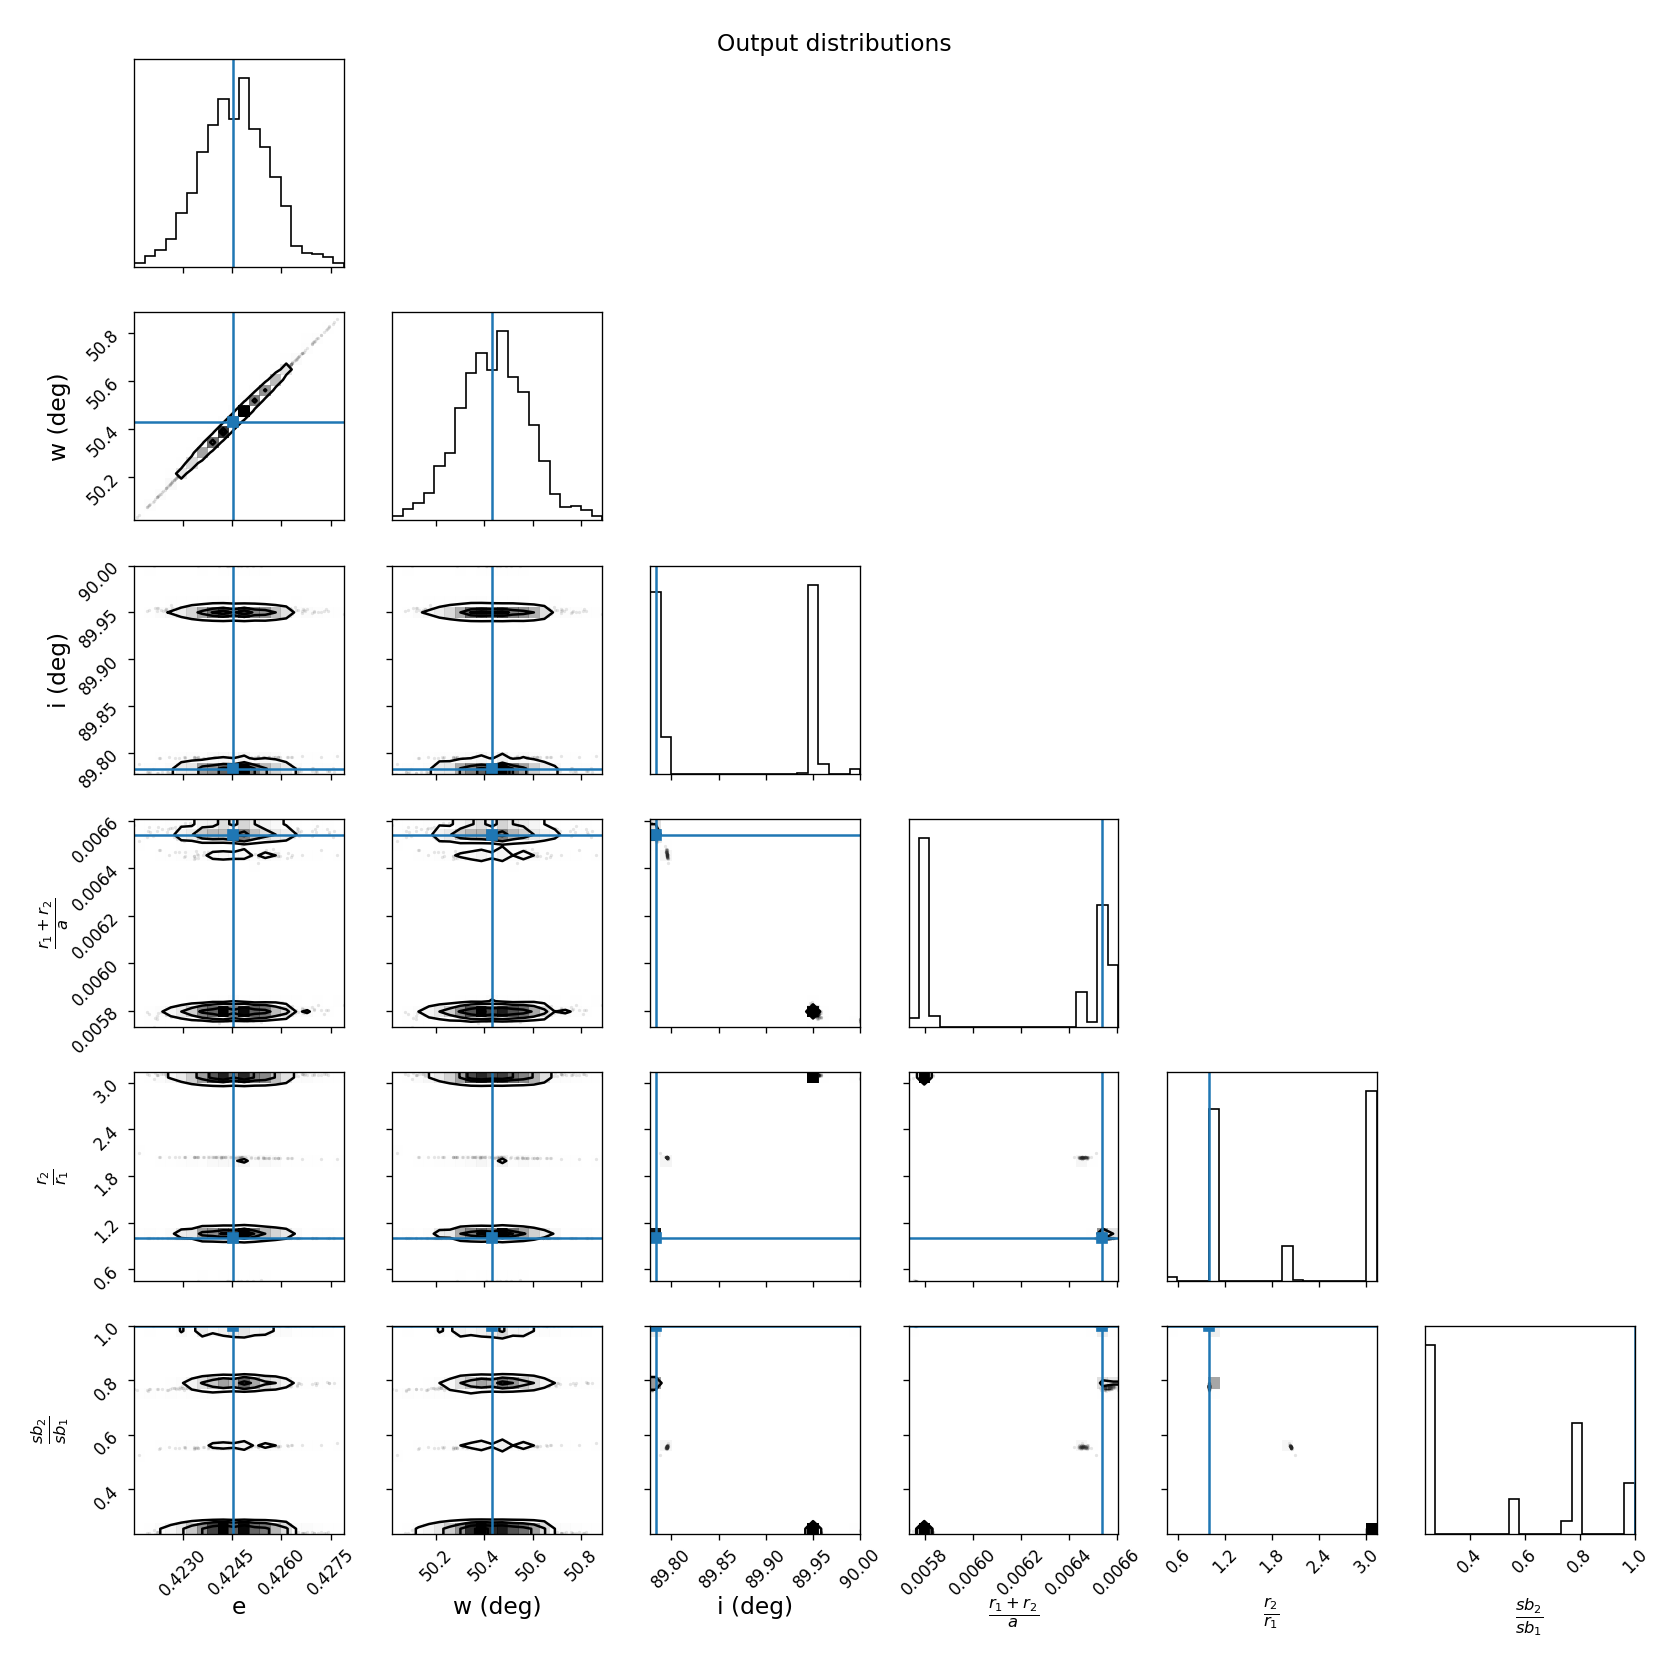 Output distributions
w (deg)
50.8
50.6
50.4
50.2
i (deg)
90.00
89.95
89.90
89.85
89.80
r1 + r2
a
0.0066
0.0064
0.0062
0.0060
0.0058
r2
r1
3.0
2.4
1.8
1.2
0.6
sb2
sb1
1.0
0.8
0.6
0.4
0.4230 0.4245 0.4260 0.4275
50.2 50.4 50.6 50.8
89.80 89.85 89.90 89.95 90.00
0.0058 0.0060 0.0062 0.0064 0.0066
0.6 1.2 1.8 2.4 3.0
0.4 0.6 0.8 1.0
e
w (deg)
i (deg)
r1 + r2
a
r2
r1
sb2
sb1